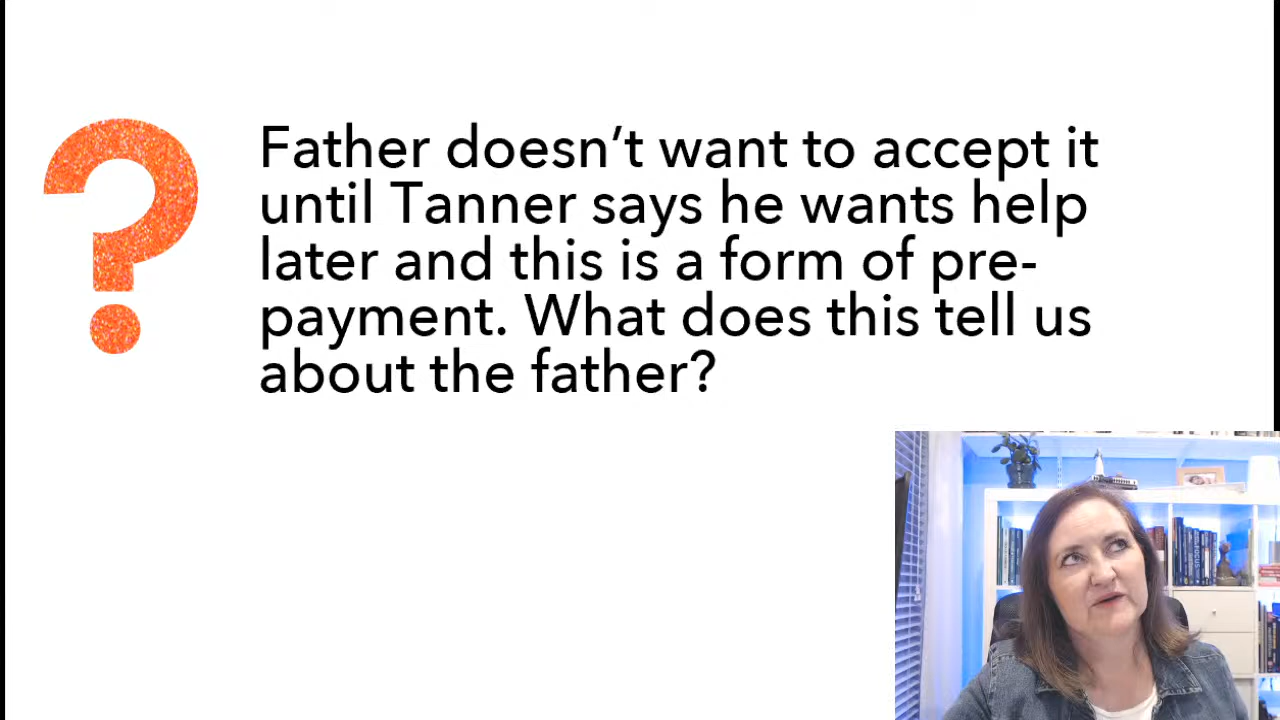 ?
Father doesn’t want to accept it
until Tanner says he wants help
later and this is a form of pre-
payment. What does this tell us
about the father?